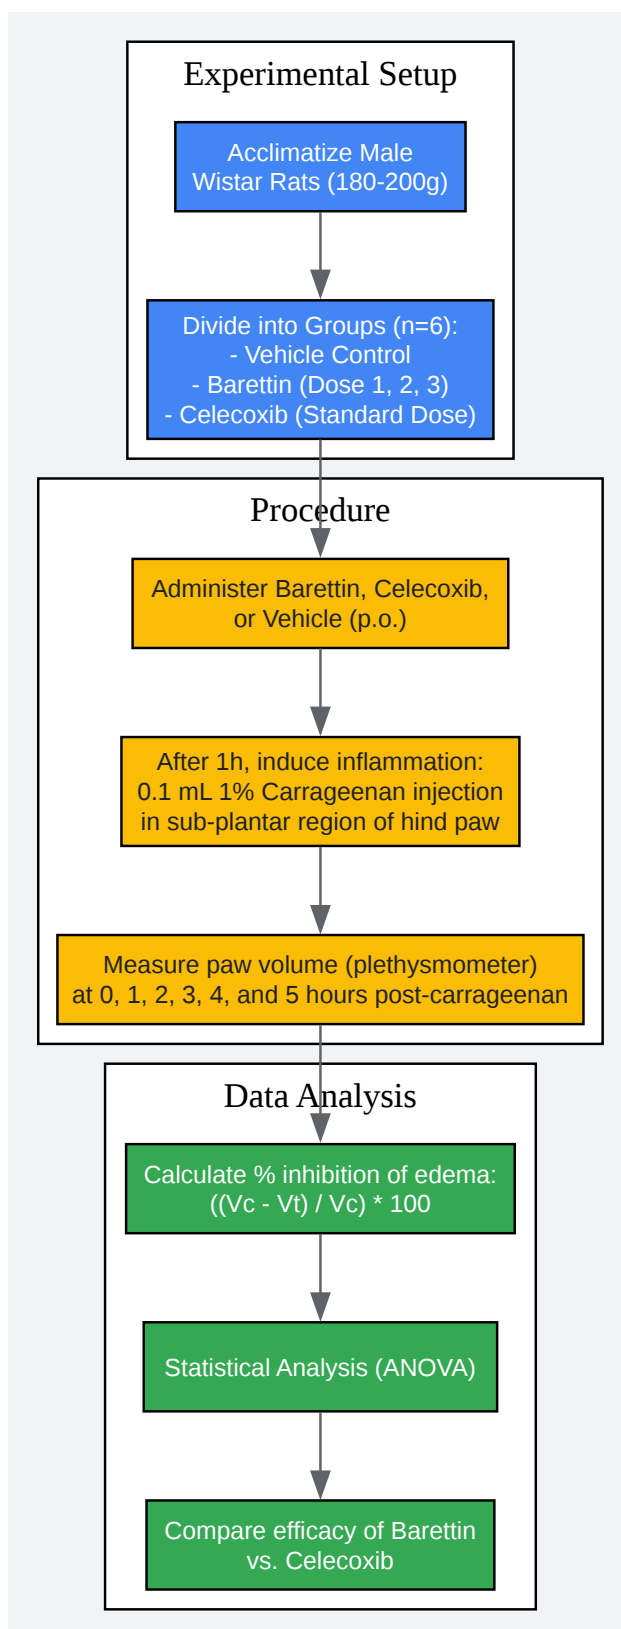 Experimental Setup
Acclimatize Male
Wistar Rats (180-200g)
Divide into Groups (n=6):
- Vehicle Control
- Barettin (Dose 1, 2, 3)
- Celecoxib (Standard Dose)
Procedure
Administer Barettin, Celecoxib,
or Vehicle (p.o.)
After 1h, induce inflammation:
0.1 mL 1% Carrageenan injection
in sub-plantar region of hind paw
Measure paw volume (plethysmometer)
at 0, 1, 2, 3, 4, and 5 hours post-carrageenan
Data Analysis
Calculate % inhibition of edema:
((Vc - Vt) / Vc) * 100
Statistical Analysis (ANOVA)
Compare efficacy of Barettin
vs. Celecoxib